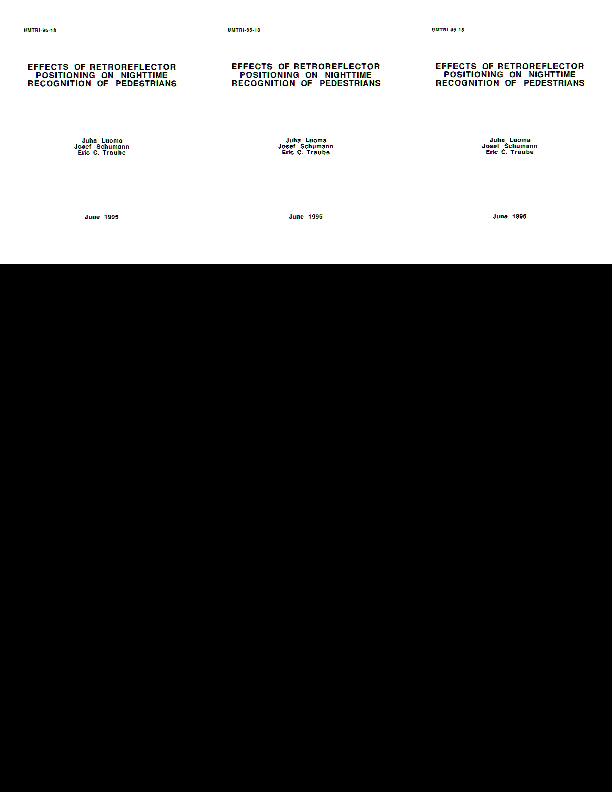 UMTRI-95-18 UMTRI-95-18 UMTRI-95-18
EFFECTS OF RETROREFLECTOR EFFECTS OF RETROREFLECTOR EFFECTS OF RETROREFLECTOR
POSITIONING ON NIGHTTIME POSITIONING ON NIGHTTIME POSITIONING ON NIGHTTIME
RECOGNITION OF PEDESTRIANS RECOGNITION OF PEDESTRIANS RECOGNITION OF PEDESTRIANS
Juha Luoma Juha Luoma Juha Luoma
Josef Schumann Josef Schumann Josef Schumann
Eric C. Traube Eric C. Traube Eric C. Traube
June 1995 June 1995 June 1995